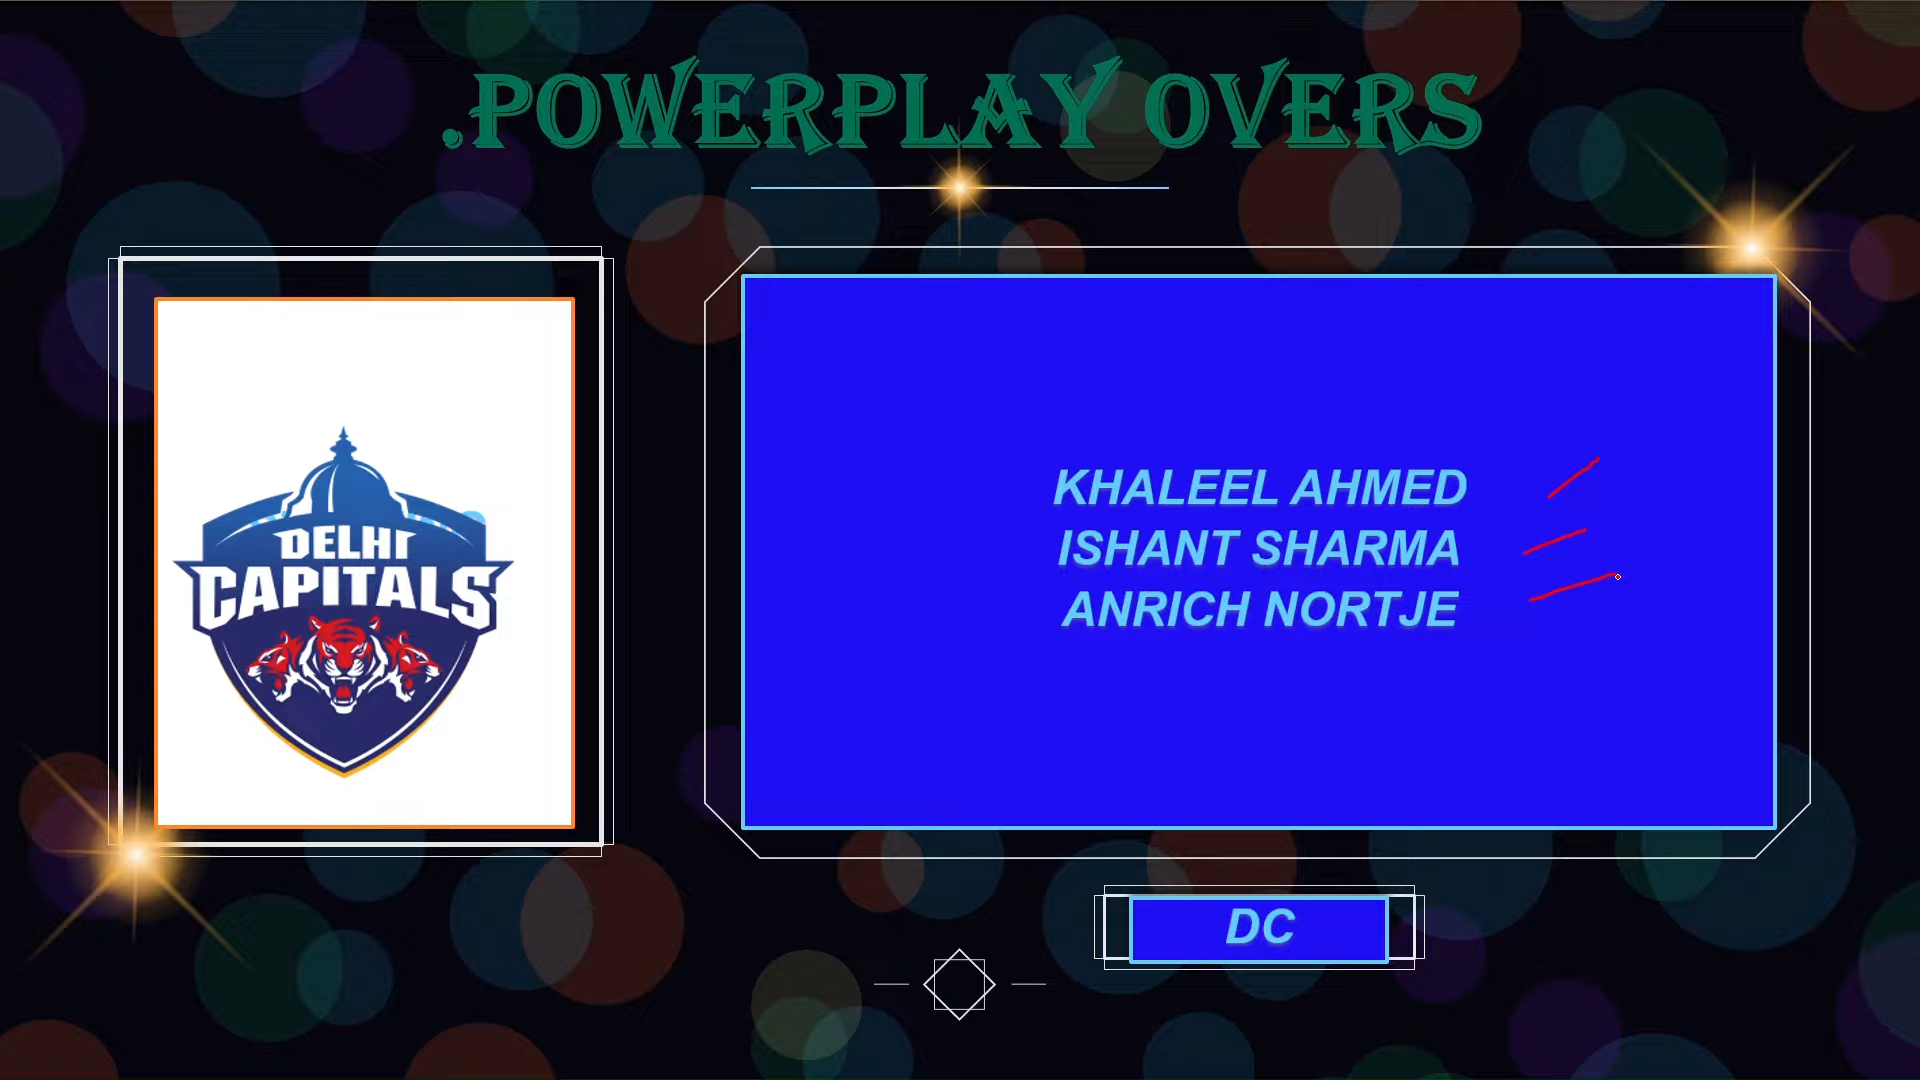 .POWERPLAY OVERS
DELHI
CAPITALS
KHALEEL AHMED
ISHANT SHARMA
ANRICH NORTJE
DC